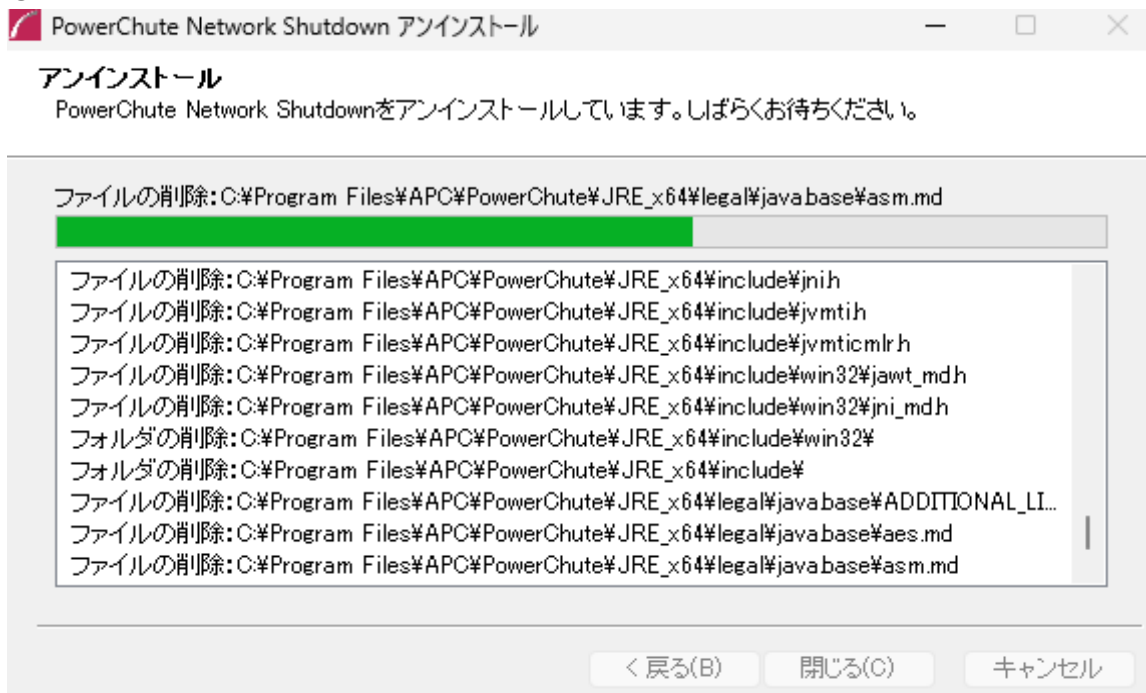 PowerChute Network Shutdown アンインストール
アンインストール
PowerChute Network Shutdownをアンインストールしています。しばらくお待ちください。
ファイルの削除:C:¥Program Files¥APC¥PowerChute¥JRE_x64¥legal¥java.base¥asm.md
ファイルの削除:C:¥Program Files¥APC¥PowerChute¥JRE_x64¥include¥jni.h
ファイルの削除:C:¥Program Files¥APC¥PowerChute¥JRE_x64¥include¥jvmti.h
ファイルの削除:C:¥Program Files¥APC¥PowerChute¥JRE_x64¥include¥jvmticmlr.h
ファイルの削除:C:¥Program Files¥APC¥PowerChute¥JRE_x64¥include¥win32¥jawt_md.h
ファイルの削除:C:¥Program Files¥APC¥PowerChute¥JRE_x64¥include¥win32¥jni_md.h
フォルダの削除:C:¥Program Files¥APC¥PowerChute¥JRE_x64¥include¥win32¥
フォルダの削除:C:¥Program Files¥APC¥PowerChute¥JRE_x64¥include¥
ファイルの削除:C:¥Program Files¥APC¥PowerChute¥JRE_x64¥legal¥java.base¥ADDITIONAL_LI...
ファイルの削除:C:¥Program Files¥APC¥PowerChute¥JRE_x64¥legal¥java.base¥aes.md
ファイルの削除:C:¥Program Files¥APC¥PowerChute¥JRE_x64¥legal¥java.base¥asm.md
< 戻る(B) 閉じる(C) キャンセル